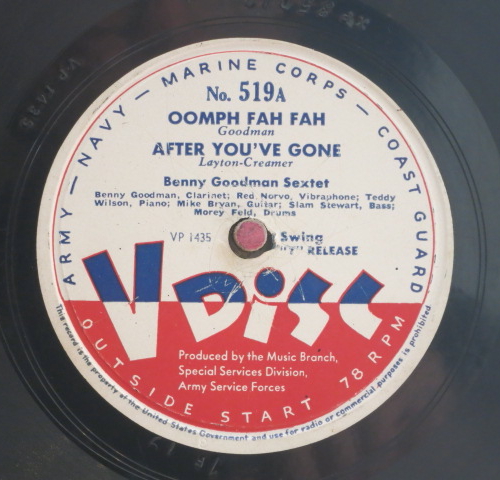 ARMY — NAVY — MARINE CORPS — COAST GUARD
No. 519A
OOMPH FAH FAH
Goodman
AFTER YOU'VE GONE
Layton-Creamer
Benny Goodman Sextet
Benny Goodman, Clarinet; Red Norvo, Vibraphone; Teddy
Wilson, Piano; Mike Bryan, Guitar; Slam Stewart, Bass;
Morey Feld, Drums
VP 1435
Swing
RELEASE
V DISC
Produced by the Music Branch,
Special Services Division,
Army Service Forces
OUTSIDE START 78 RPM
This record is the property of the United States Government and use for radio or commercial purposes is prohibited